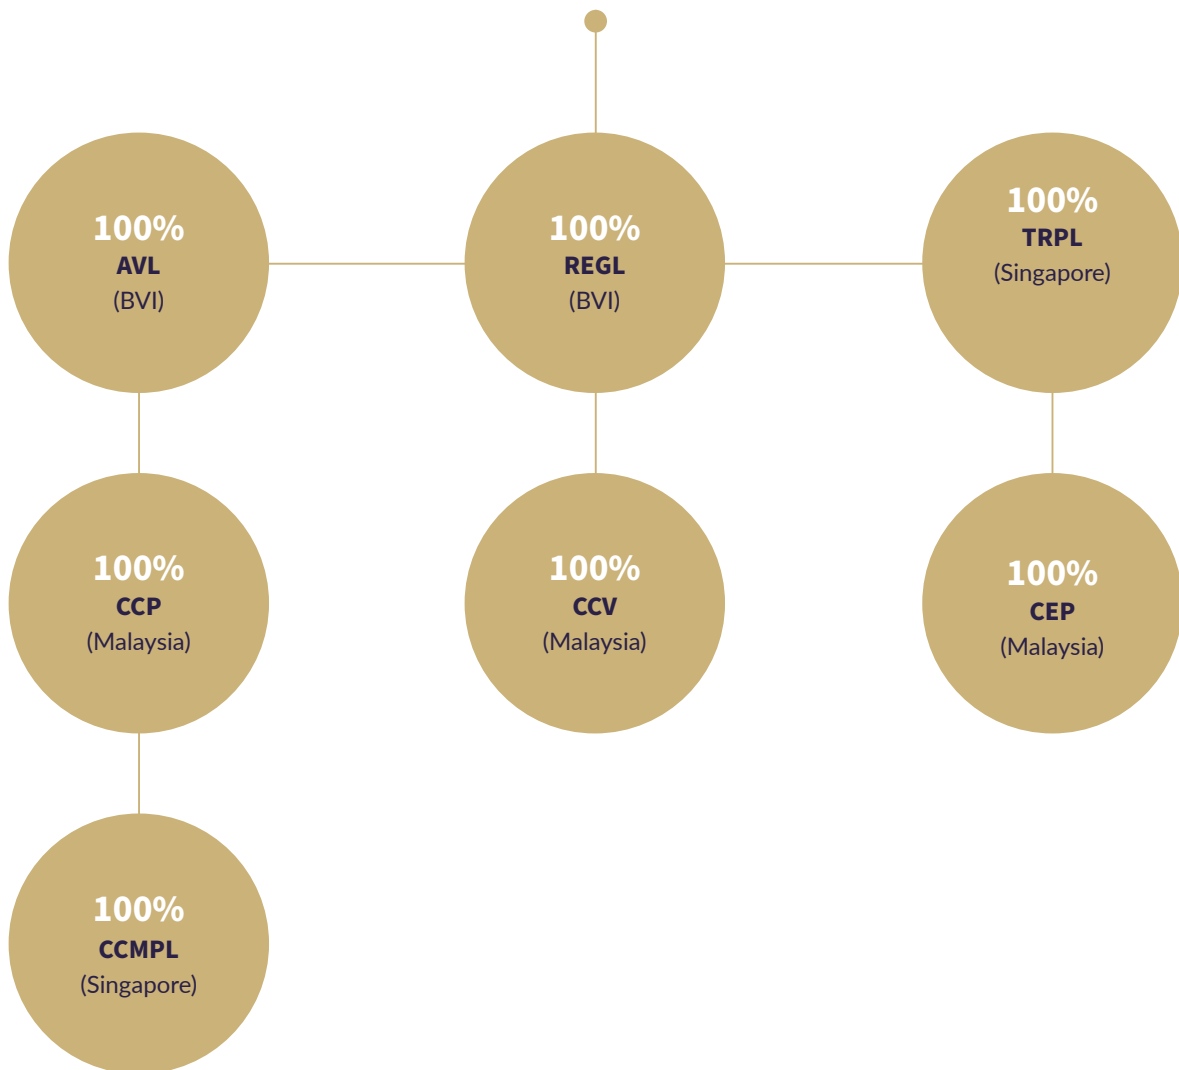 100%
AVL
(BVI)
100%
REGL
(BVI)
100%
TRPL
(Singapore)
100%
CCP
(Malaysia)
100%
CCV
(Malaysia)
100%
CEP
(Malaysia)
100%
CCMPL
(Singapore)